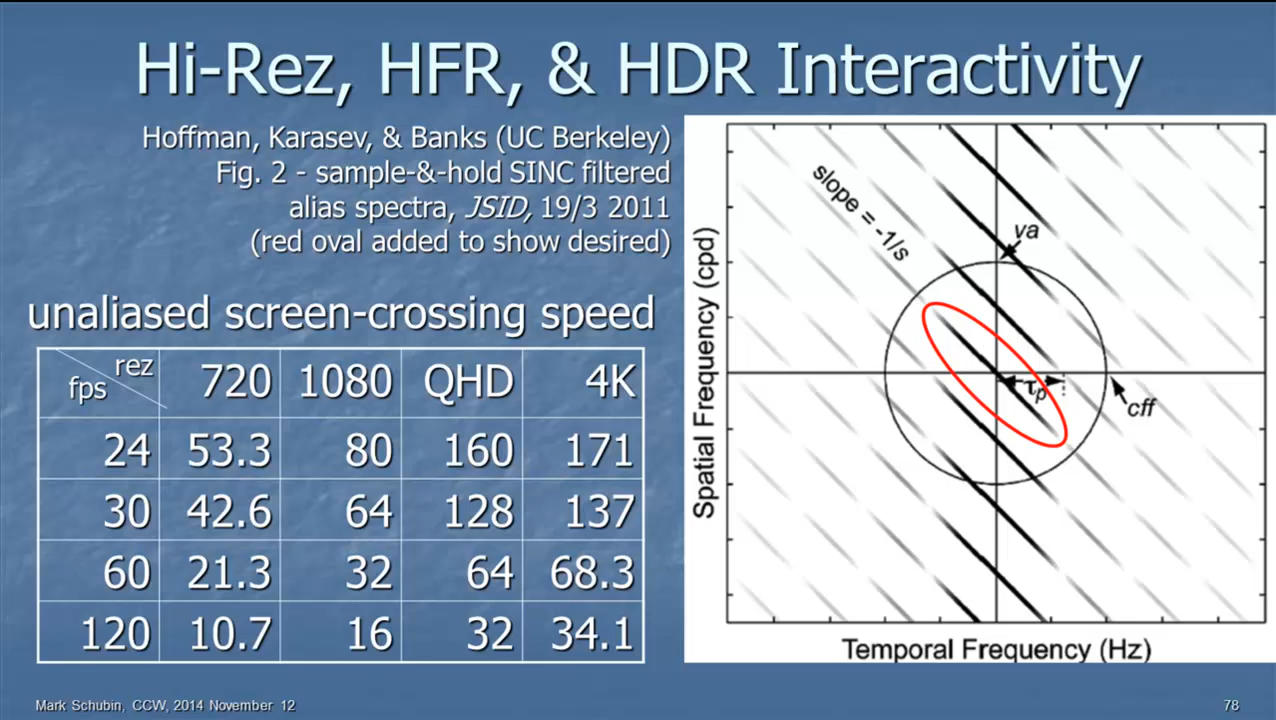 Hi-Rez, HFR, & HDR Interactivity
Hoffman, Karasev, & Banks (UC Berkeley)
Fig. 2 - sample-&-hold SINC filtered
alias spectra, JSID, 19/3 2011
(red oval added to show desired)
unaliased screen-crossing speed
fps rez 720 1080 QHD 4K
24 53.3 80 160 171
30 42.6 64 128 137
60 21.3 32 64 68.3
120 10.7 16 32 34.1
slope = -1/s
va
τp
cff
Spatial Frequency (cpd)
Temporal Frequency (Hz)
Mark Schubin, CCW, 2014 November 12
78